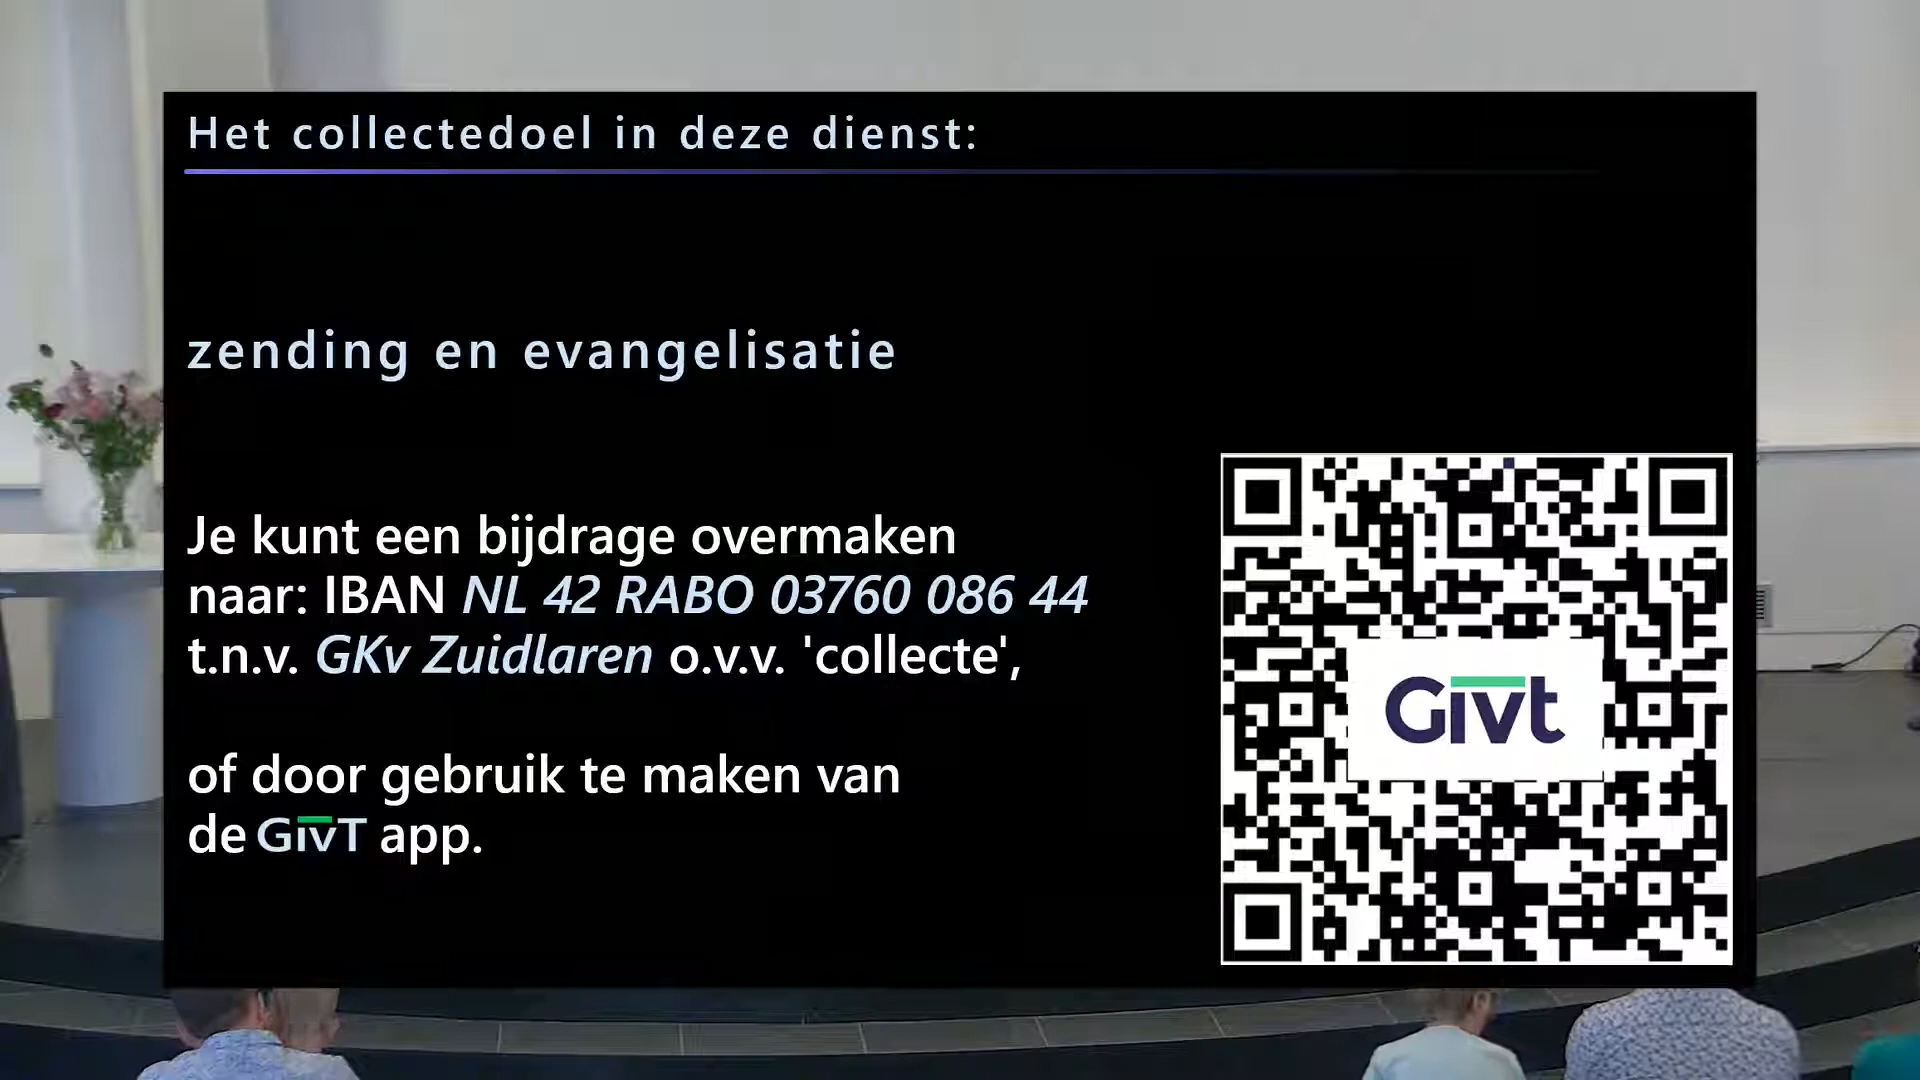 Het collectedoel in deze dienst:
zending en evangelisatie
Je kunt een bijdrage overmaken
naar: IBAN NL 42 RABO 03760 086 44
t.n.v. GKv Zuidlaren o.v.v. 'collecte',
of door gebruik te maken van
de GivT app.
Givt